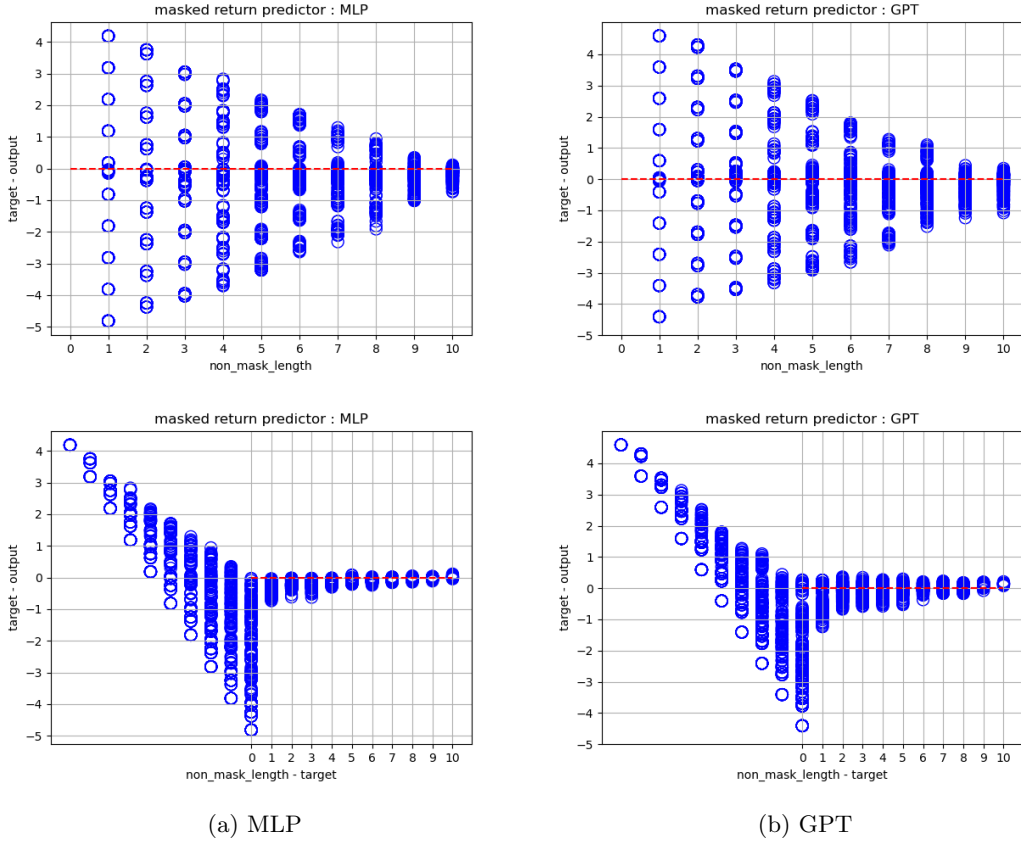 masked return predictor : MLP
4
3
2
1
0
−1
−2
−3
−4
−5
target - output
0 1 2 3 4 5 6 7 8 9 10
non_mask_length
masked return predictor : GPT
4
3
2
1
0
−1
−2
−3
−4
−5
target - output
0 1 2 3 4 5 6 7 8 9 10
non_mask_length
masked return predictor : MLP
4
3
2
1
0
−1
−2
−3
−4
−5
target - output
0 1 2 3 4 5 6 7 8 9 10
non_mask_length - target
masked return predictor : GPT
4
3
2
1
0
−1
−2
−3
−4
−5
target - output
0 1 2 3 4 5 6 7 8 9 10
non_mask_length - target
(a) MLP
(b) GPT